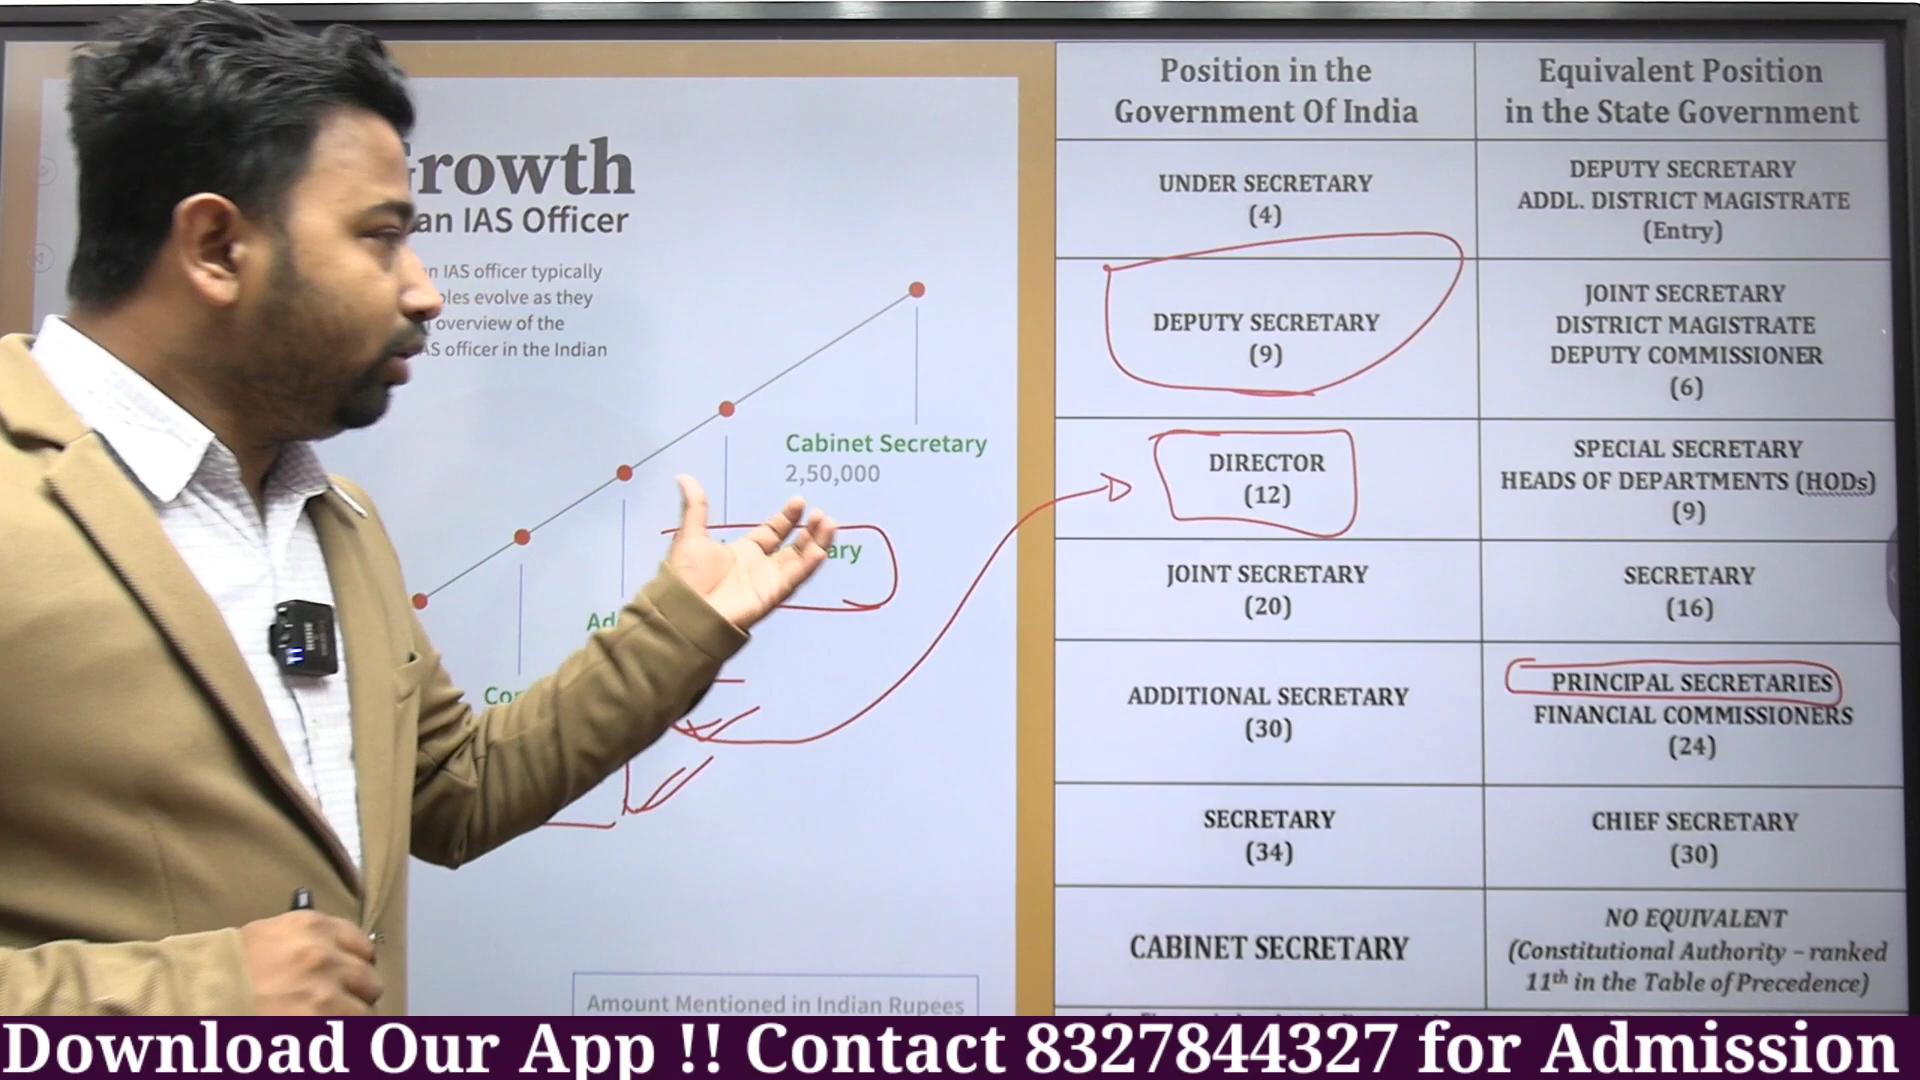 Growth
an IAS Officer
an IAS officer typically
roles evolve as they
overview of the
IAS officer in the Indian
Cabinet Secretary
2,50,000
ary
Ad
Co
Amount Mentioned in Indian Rupees
Position in the
Government Of India
Equivalent Position
in the State Government
UNDER SECRETARY
(4)
DEPUTY SECRETARY
ADDL. DISTRICT MAGISTRATE
(Entry)
DEPUTY SECRETARY
(9)
JOINT SECRETARY
DISTRICT MAGISTRATE
DEPUTY COMMISSIONER
(6)
DIRECTOR
(12)
SPECIAL SECRETARY
HEADS OF DEPARTMENTS (HODs)
(9)
JOINT SECRETARY
(20)
SECRETARY
(16)
ADDITIONAL SECRETARY
(30)
PRINCIPAL SECRETARIES
FINANCIAL COMMISSIONERS
(24)
SECRETARY
(34)
CHIEF SECRETARY
(30)
CABINET SECRETARY
NO EQUIVALENT
(Constitutional Authority – ranked
11th in the Table of Precedence)
Download Our App !! Contact 8327844327 for Admission